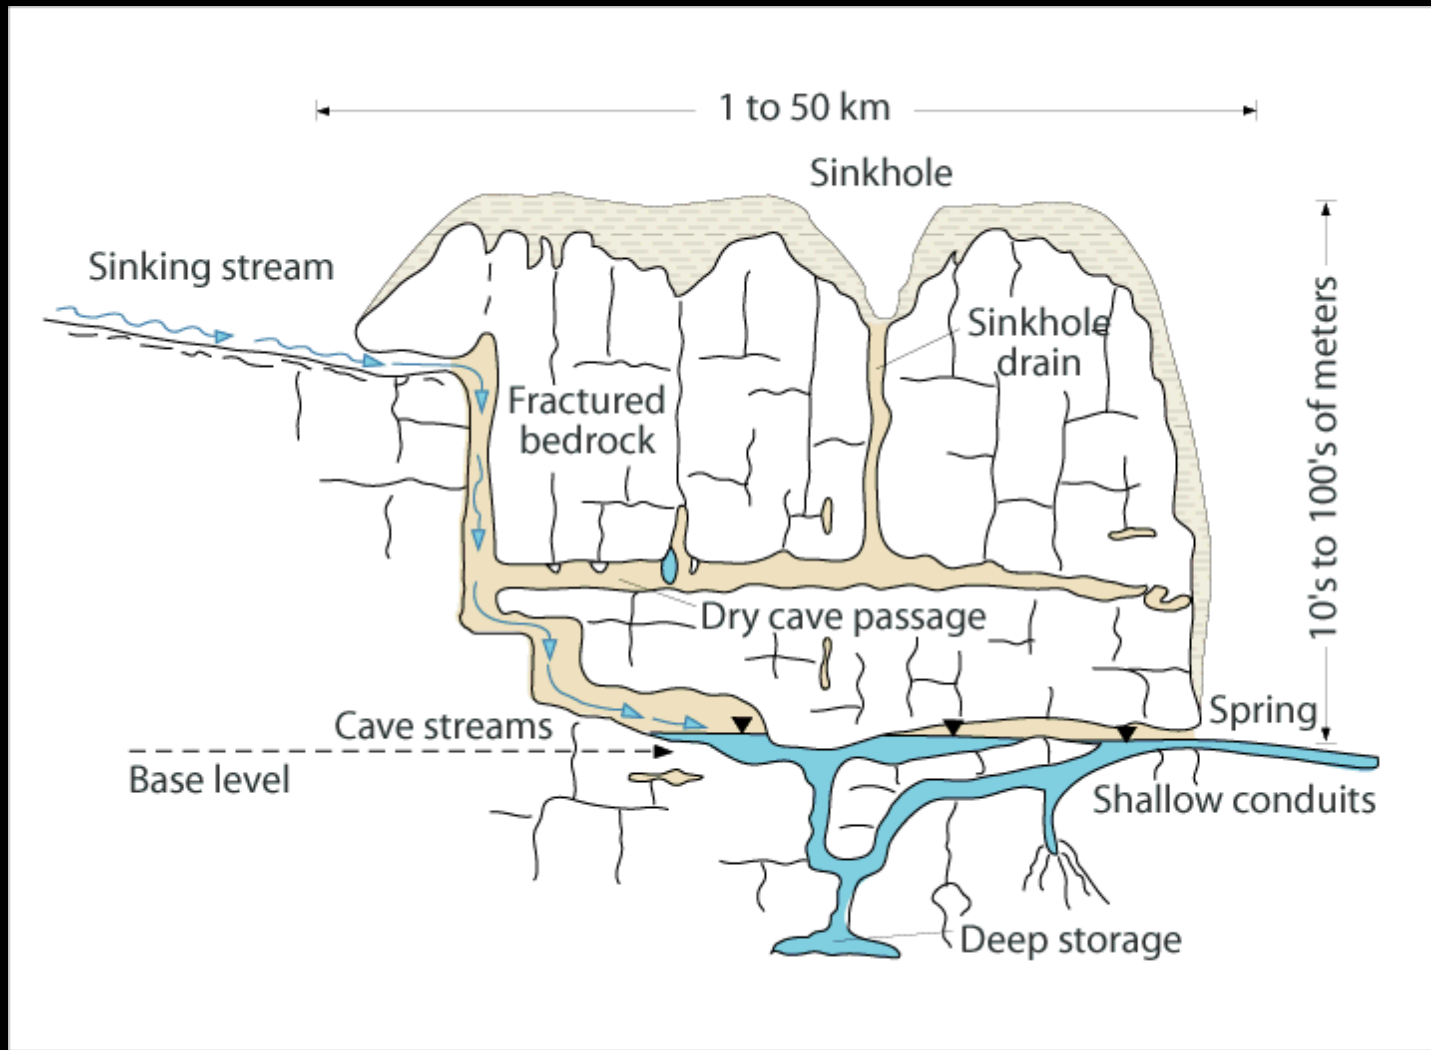 1 to 50 km
Sinkhole
Sinking stream
Sinkhole
drain
Fractured
bedrock
10's to 100's of meters
Dry cave passage
Cave streams
Spring
Base level
Shallow conduits
Deep storage